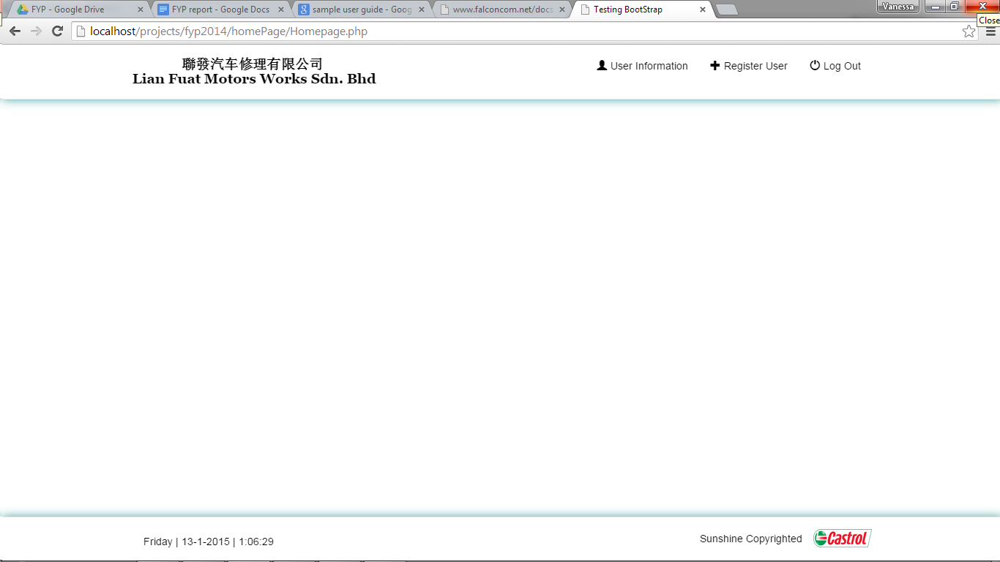 FYP - Google Drive
FYP report - Google Docs
sample user guide - Goog
www.falconcom.net/docs
Testing BootStrap
Vanessa
Close
localhost/projects/fyp2014/homePage/Homepage.php
聯發汽车修理有限公司
Lian Fuat Motors Works Sdn. Bhd
User Information
Register User
Log Out
Friday | 13-1-2015 | 1:06:29
Sunshine Copyrighted
Castrol